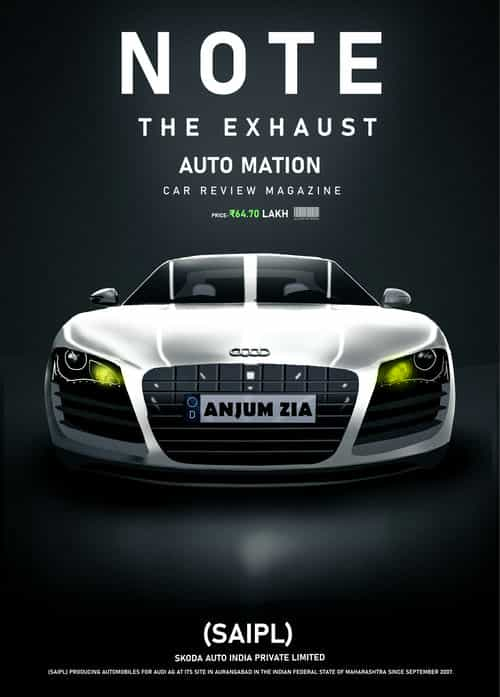 NOTE
THE EXHAUST
AUTO MATION
CAR REVIEW MAGAZINE
PRICE-₹64.70 LAKH
D ANJUM ZIA
(SAIPL)
SKODA AUTO INDIA PRIVATE LIMITED
(SAIPL) PRODUCING AUTOMOBILES FOR AUDI AG AT ITS SITE IN AURANGABAD IN THE INDIAN FEDERAL STATE OF MAHARASHTRA SINCE SEPTEMBER 2007.